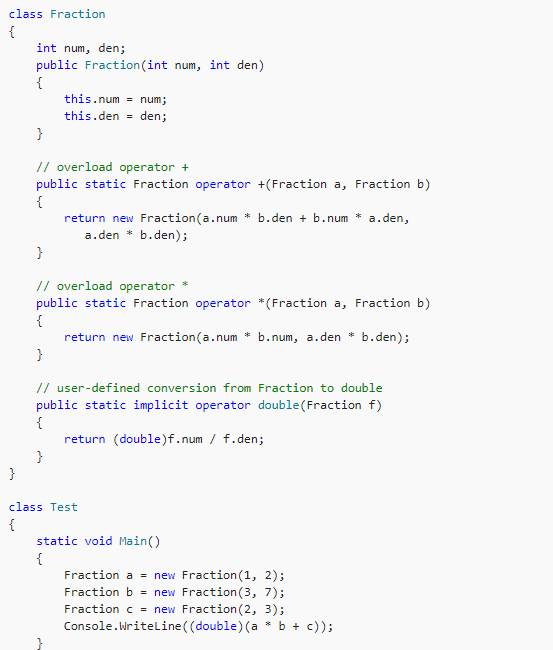 class Fraction
{
    int num, den;
    public Fraction(int num, int den)
    {
        this.num = num;
        this.den = den;
    }

    // overload operator +
    public static Fraction operator +(Fraction a, Fraction b)
    {
        return new Fraction(a.num * b.den + b.num * a.den,
           a.den * b.den);
    }

    // overload operator *
    public static Fraction operator *(Fraction a, Fraction b)
    {
        return new Fraction(a.num * b.num, a.den * b.den);
    }

    // user-defined conversion from Fraction to double
    public static implicit operator double(Fraction f)
    {
        return (double)f.num / f.den;
    }
}

class Test
{
    static void Main()
    {
        Fraction a = new Fraction(1, 2);
        Fraction b = new Fraction(3, 7);
        Fraction c = new Fraction(2, 3);
        Console.WriteLine((double)(a * b + c));
    }